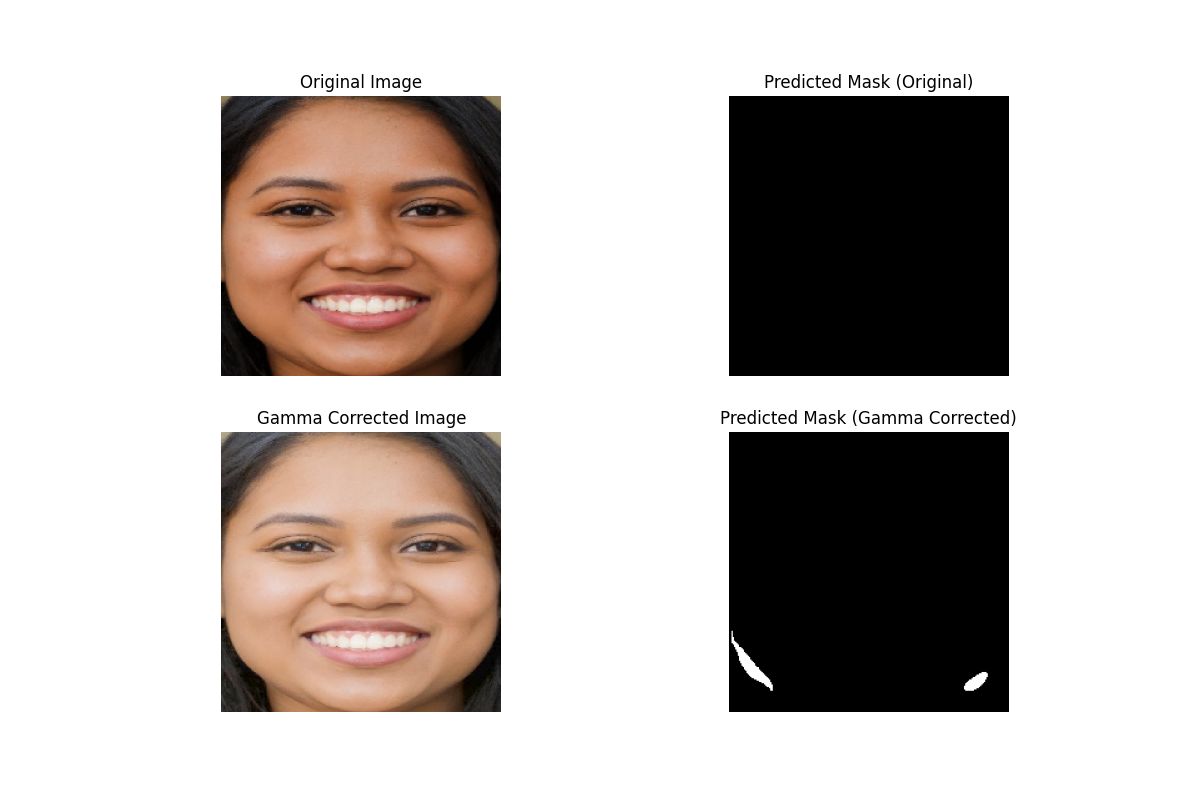 Original Image
Predicted Mask (Original)
Gamma Corrected Image
Predicted Mask (Gamma Corrected)